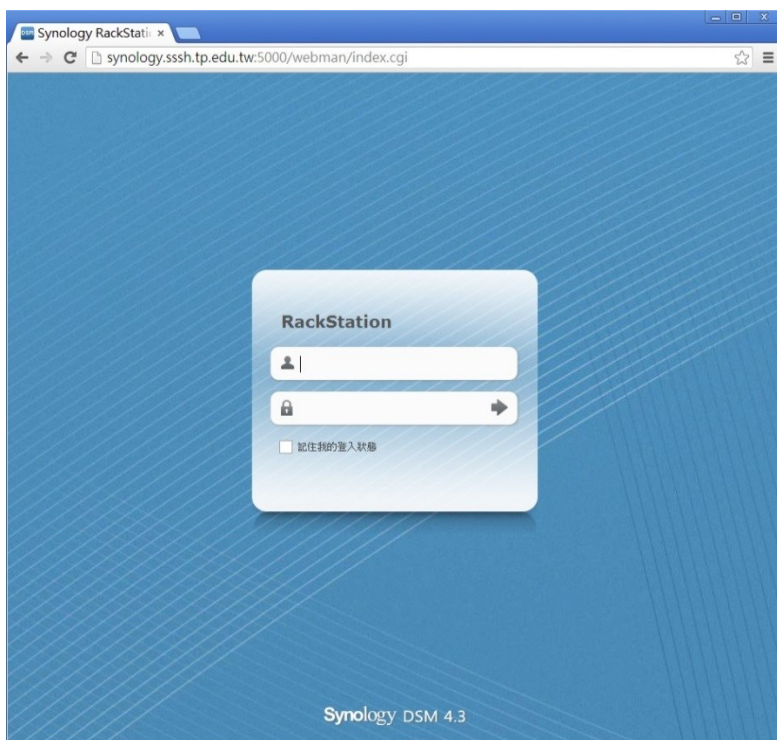 Synology RackStatio
synology.sssh.tp.edu.tw:5000/webman/index.cgi
RackStation
記住我的登入狀態
Synology DSM 4.3